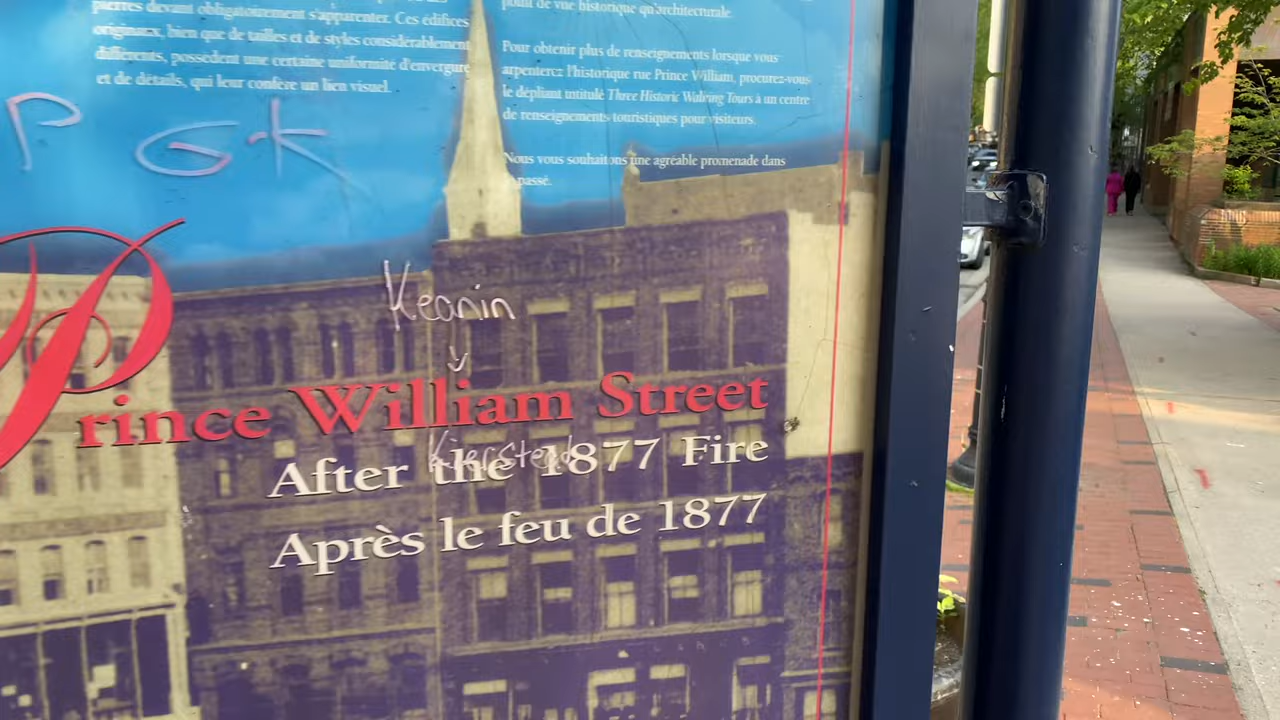 pierres devant obligatoirement s'apparenter. Ces édifices
originaux, bien que de tailles et de styles considérablement
différents, possèdent une certaine uniformité d'envergure
et de détails, qui leur confère un lien visuel.
point de vue historique qu'architecturale.
Pour obtenir plus de renseignements lorsque vous
arpenterez l'historique rue Prince William, procurez-vous
le dépliant intitulé Three Historic Walking Tours à un centre
de renseignements touristiques pour visiteurs.
Nous vous souhaitons une agréable promenade dans
passé.
P GK
Keanin
Prince William Street
Kierstead
After the 1877 Fire
Après le feu de 1877